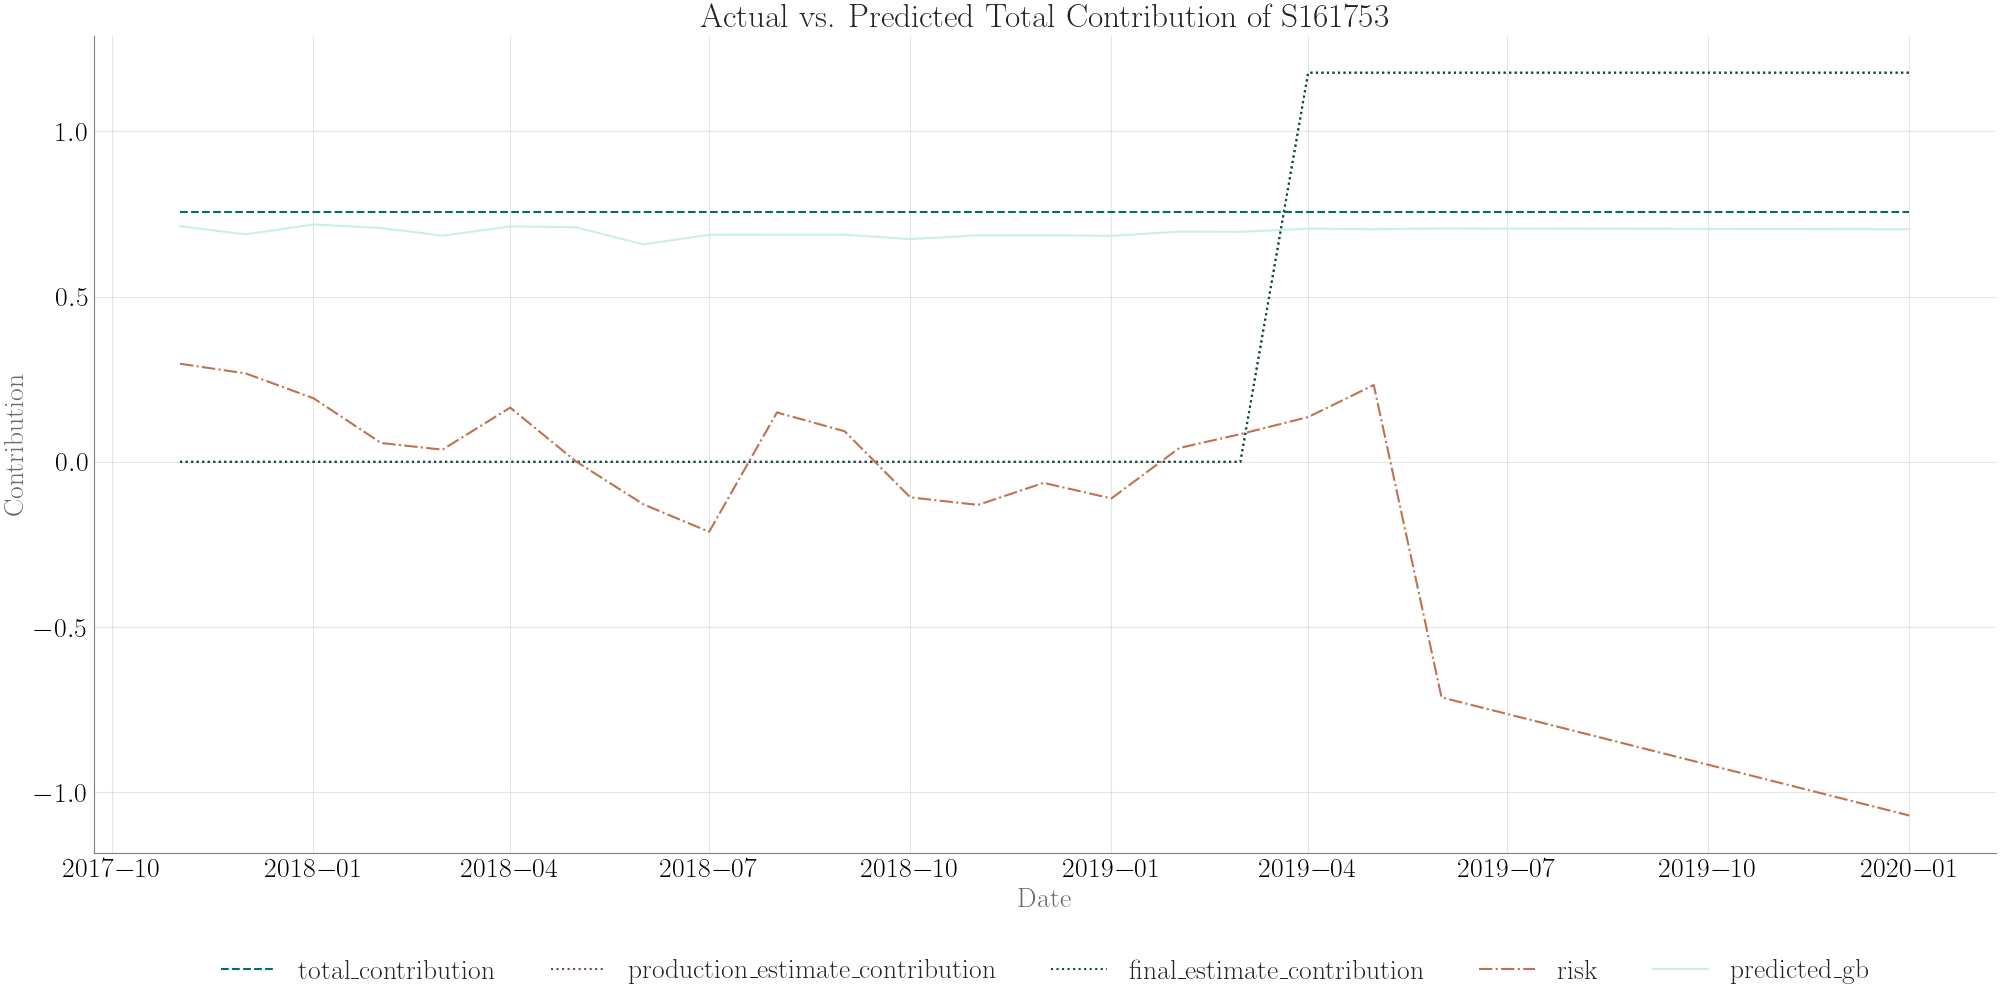 Actual vs. Predicted Total Contribution of S161753
Contribution
1.0
0.5
0.0
−0.5
−1.0
2017−10 2018−01 2018−04 2018−07 2018−10 2019−01 2019−04 2019−07 2019−10 2020−01
Date
total_contribution production_estimate_contribution final_estimate_contribution risk predicted_gb